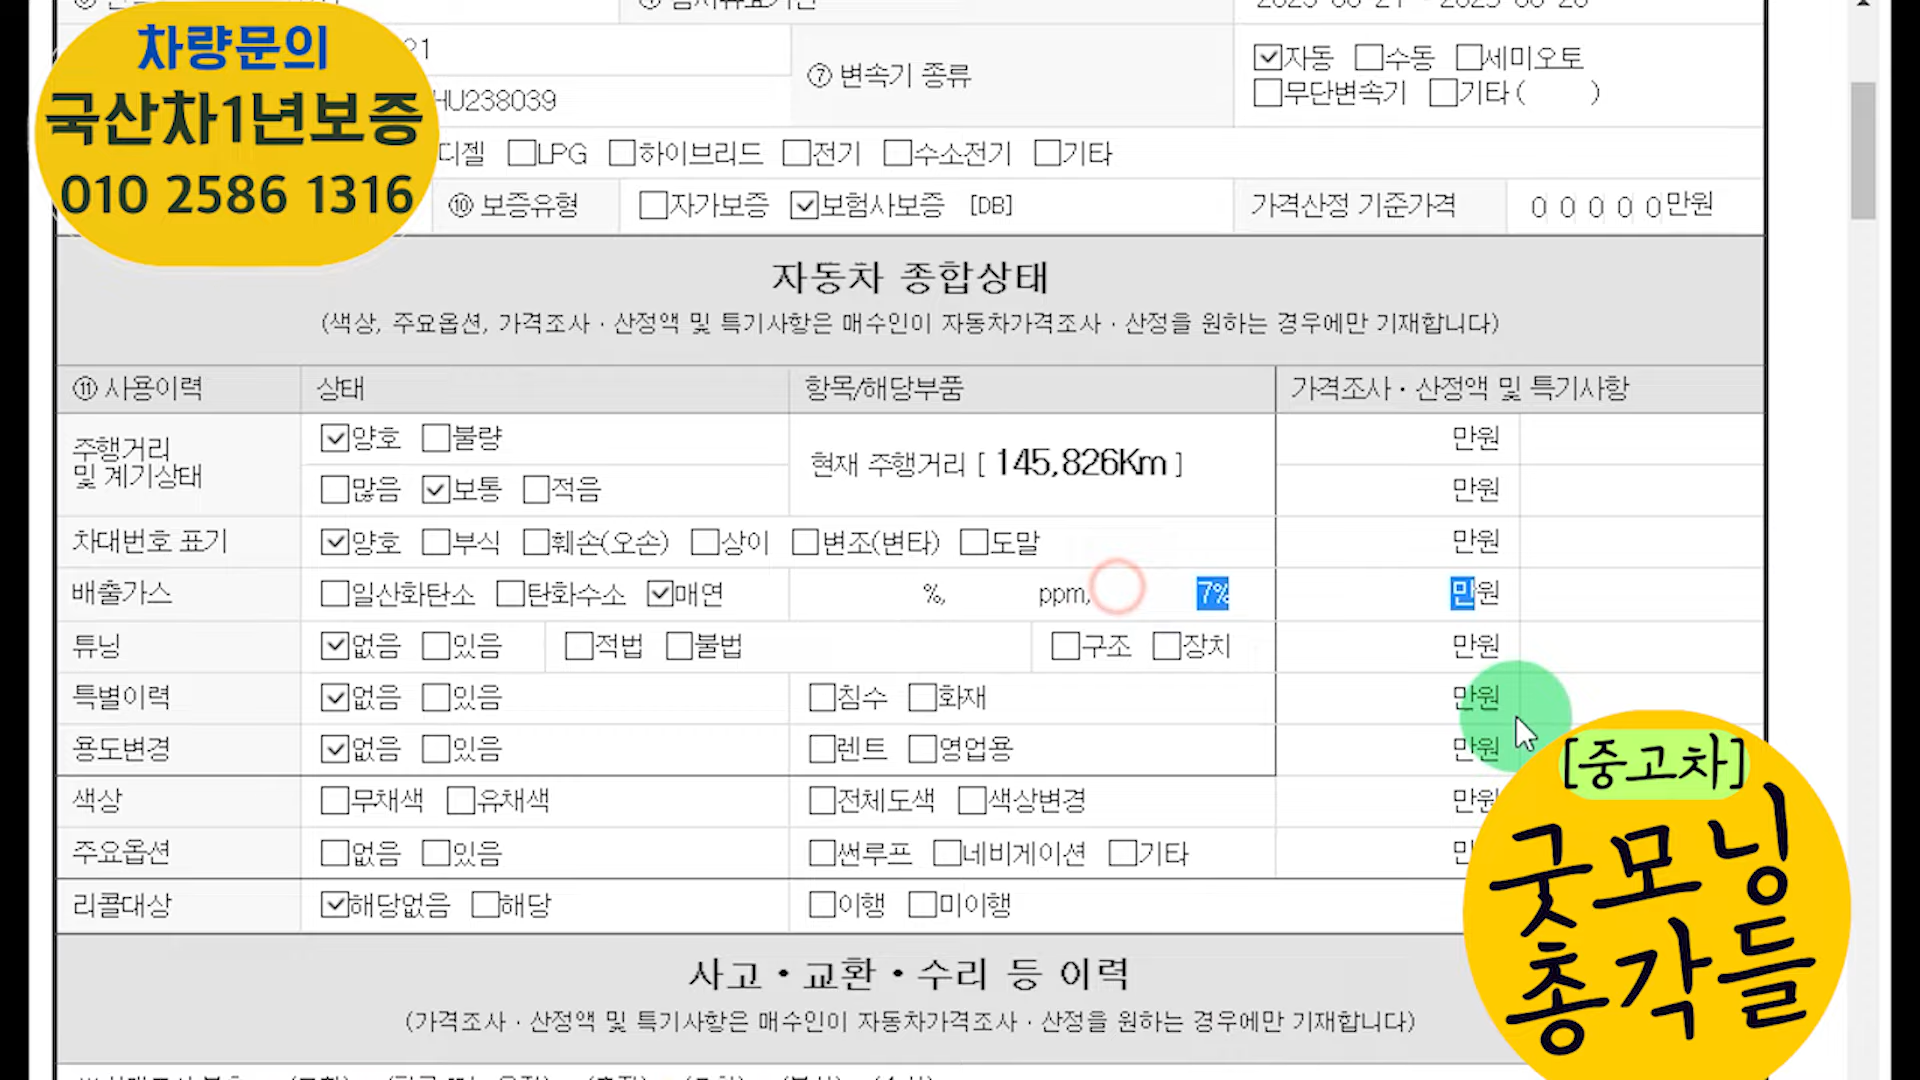 차량문의
국산차1년보증
010 2586 1316
21
HU238039
⑦ 변속기 종류
자동 수동 세미오토
무단변속기 기타 ( )
디젤 LPG 하이브리드 전기 수소전기 기타
⑩ 보증유형 자가보증 보험사보증 [DB] 가격산정 기준가격 0 0 0 0 0만원
자동차 종합상태
(색상, 주요옵션, 가격조사 · 산정액 및 특기사항은 매수인이 자동차가격조사 · 산정을 원하는 경우에만 기재합니다)
⑪ 사용이력 상태 항목/해당부품 가격조사 · 산정액 및 특기사항
주행거리
및 계기상태
양호 불량 만원
많음 보통 적음 만원
현재 주행거리 [ 145,826Km ]
차대번호 표기 양호 부식 훼손(오손) 상이 변조(변타) 도말 만원
배출가스 일산화탄소 탄화수소 매연 %, ppm, 7% 만원
튜닝 없음 있음 적법 불법 구조 장치 만원
특별이력 없음 있음 침수 화재 만원
용도변경 없음 있음 렌트 영업용 만원
색상 무채색 유채색 전체도색 색상변경 만원
주요옵션 없음 있음 썬루프 네비게이션 기타
리콜대상 해당없음 해당 이행 미이행
사고 • 교환 • 수리 등 이력
(가격조사 · 산정액 및 특기사항은 매수인이 자동차가격조사 · 산정을 원하는 경우에만 기재합니다)
[중고차]
굿모닝
총각들